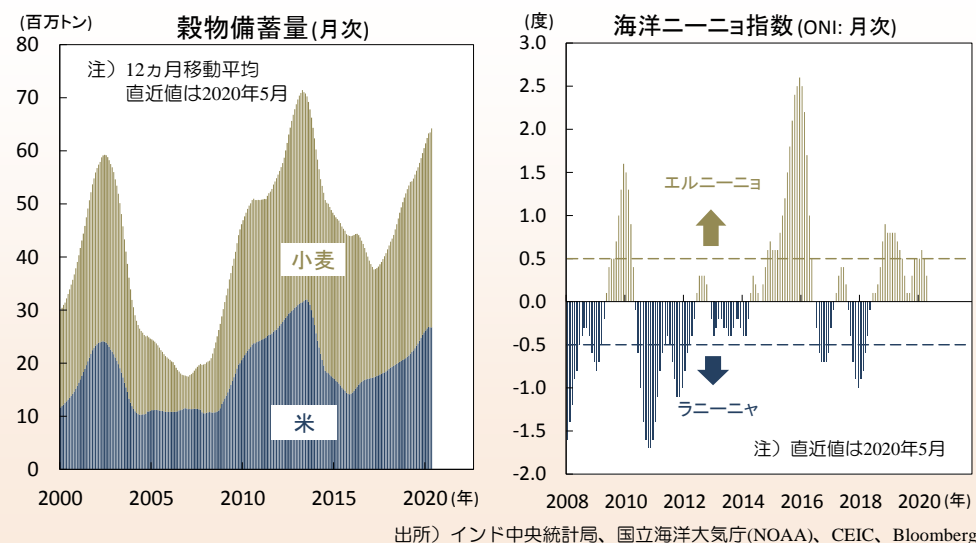 (百万トン)
穀物備蓄量(月次)
80
70
60
50
40
30
20
10
0
注）12ヵ月移動平均
直近値は2020年5月
小麦
米
2000
2005
2010
2015
2020
(年)
(度)
海洋ニーニョ指数(ONI: 月次)
3.0
2.5
2.0
1.5
1.0
0.5
0.0
-0.5
-1.0
-1.5
-2.0
エルニーニョ
ラニーニャ
注）直近値は2020年5月
2008
2010
2012
2014
2016
2018
2020
(年)
出所）インド中央統計局、国立海洋大気庁(NOAA)、CEIC、Bloomberg